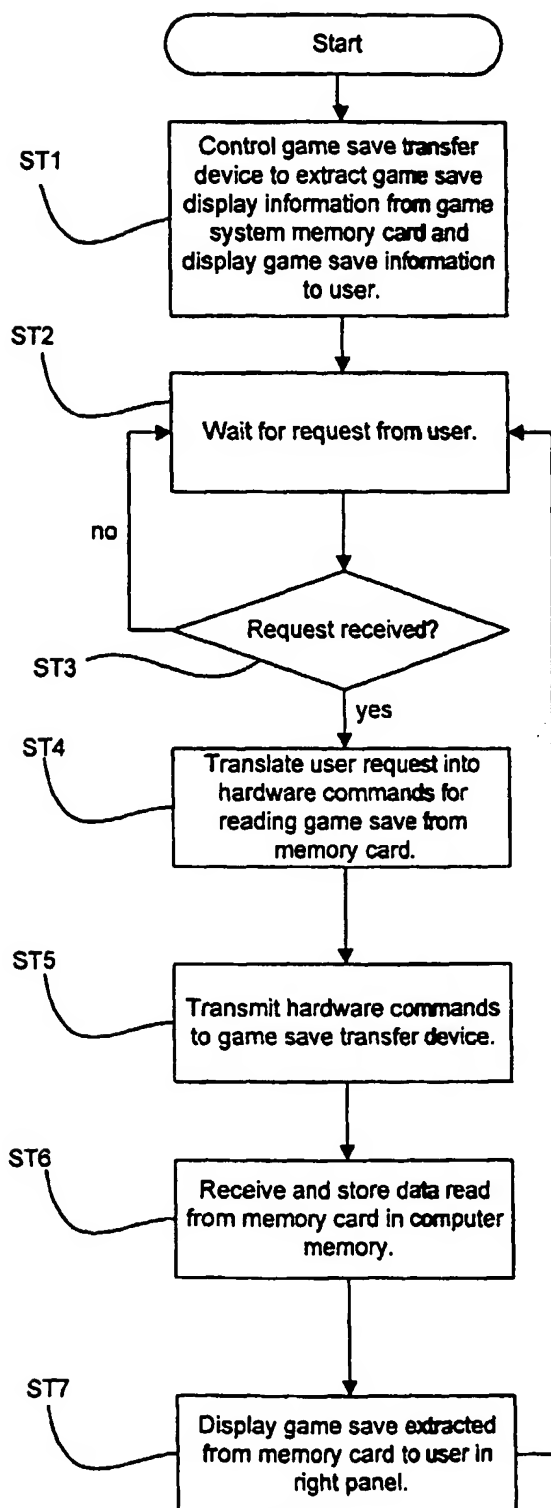 Start
ST1
Control game save transfer
device to extract game save
display information from game
system memory card and
display game save information
to user.
ST2
Wait for request from user.
no
Request received?
ST3
yes
ST4
Translate user request into
hardware commands for
reading game save from
memory card.
ST5
Transmit hardware commands
to game save transfer device.
ST6
Receive and store data read
from memory card in computer
memory.
ST7
Display game save extracted
from memory card to user in
right panel.